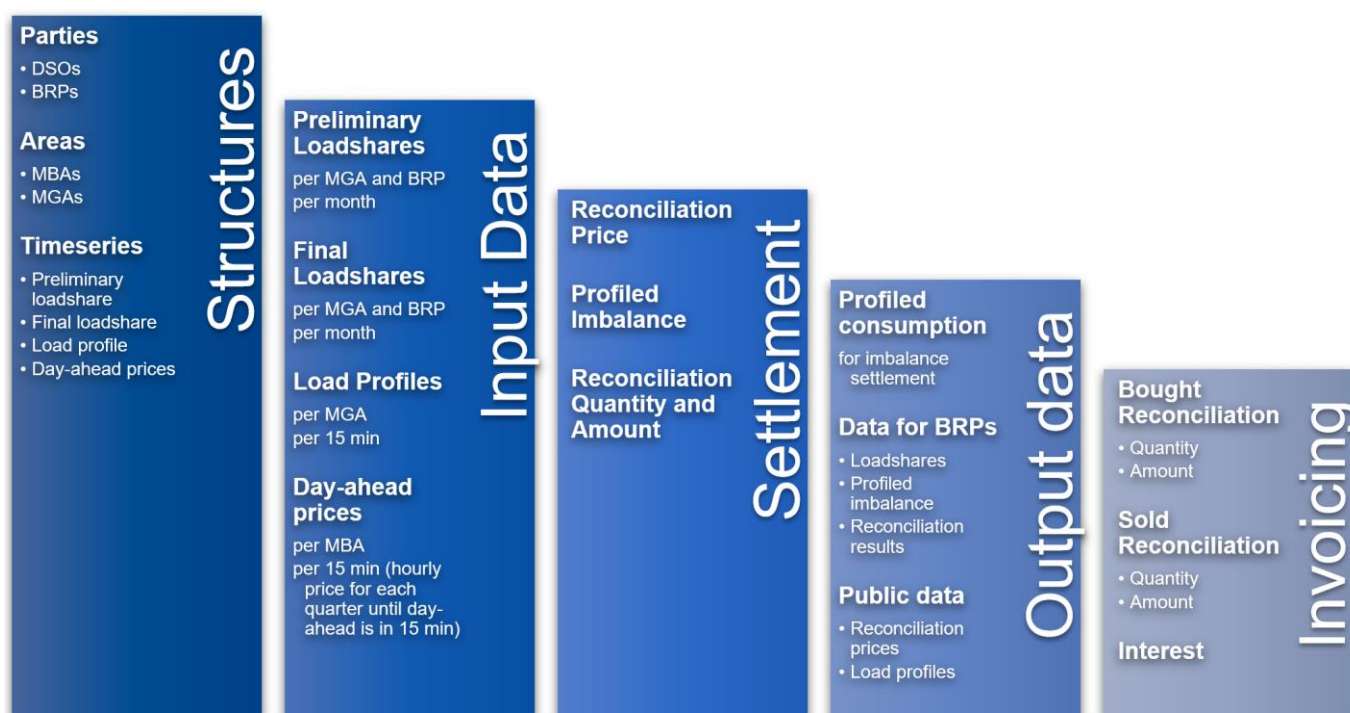 Parties
• DSOs
• BRPs
Areas
• MBAs
• MGAs
Timeseries
• Preliminary
loadshare
• Final loadshare
• Load profile
• Day-ahead prices
Structures
Preliminary
Loadshares
per MGA and BRP
per month
Final
Loadshares
per MGA and BRP
per month
Load Profiles
per MGA
per 15 min
Day-ahead
prices
per MBA
per 15 min (hourly
price for each
quarter until day-
ahead is in 15 min)
Input Data
Reconciliation
Price
Profiled
Imbalance
Reconciliation
Quantity and
Amount
Settlement
Profiled
consumption
for imbalance
settlement
Data for BRPs
• Loadshares
• Profiled
imbalance
• Reconciliation
results
Public data
• Reconciliation
prices
• Load profiles
Output data
Bought
Reconciliation
• Quantity
• Amount
Sold
Reconciliation
• Quantity
• Amount
Interest
Invoicing